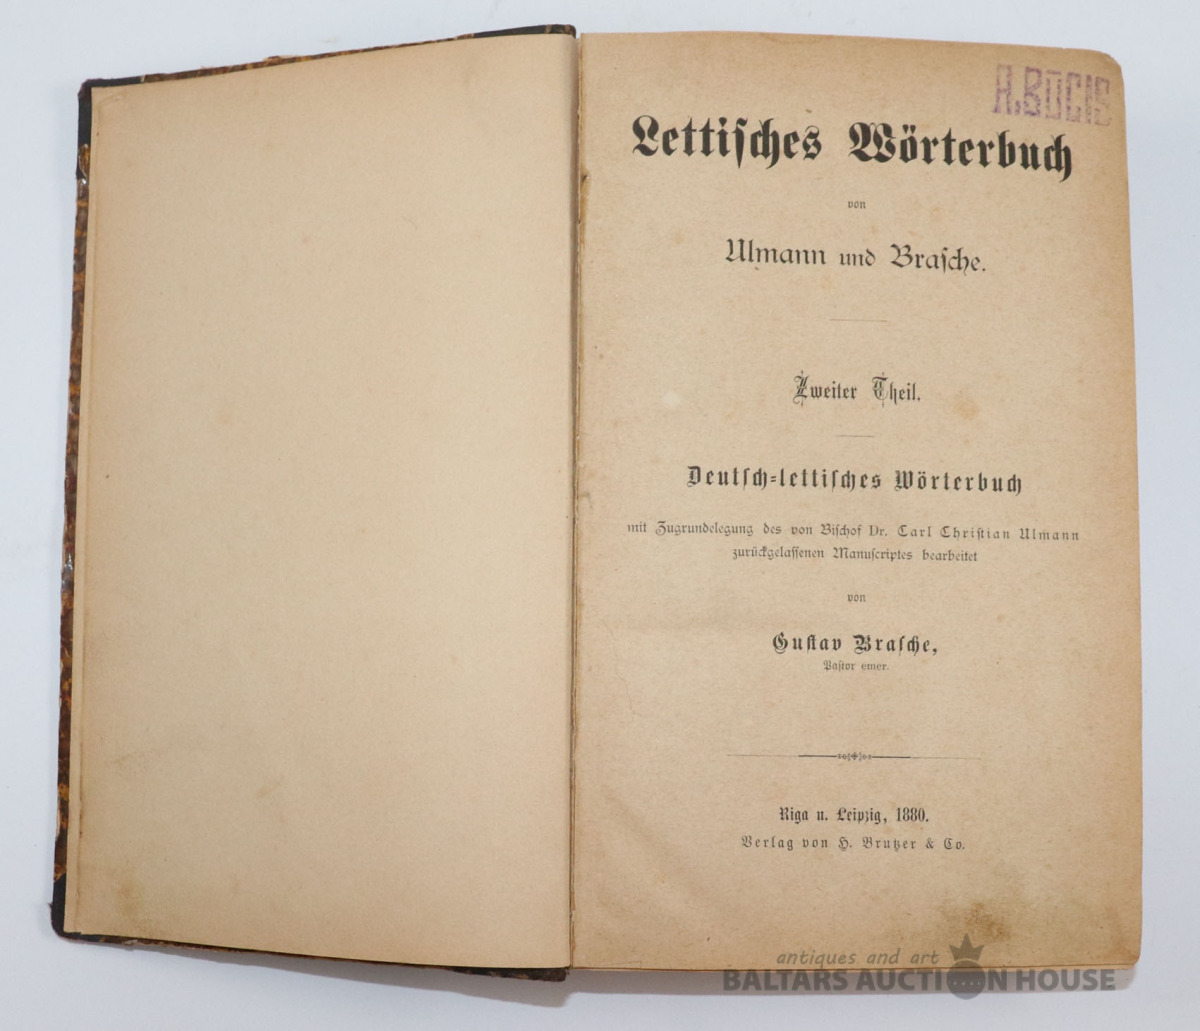 A.BŪCIS
Lettiſches Wörterbuch
von
Ulmann und Braſche.
Zweiter Theil.
Deutſch-lettiſches Wörterbuch
mit Zugrundelegung des von Biſchof Dr. Carl Chriſtian Ulmann
zurückgelaſſenen Manuſcriptes bearbeitet
von
Guſtav Braſche,
Paſtor emer.
Riga u. Leipzig, 1880.
Verlag von H. Brutzer & Co.
antiques and art
BALTARS AUCTION HOUSE